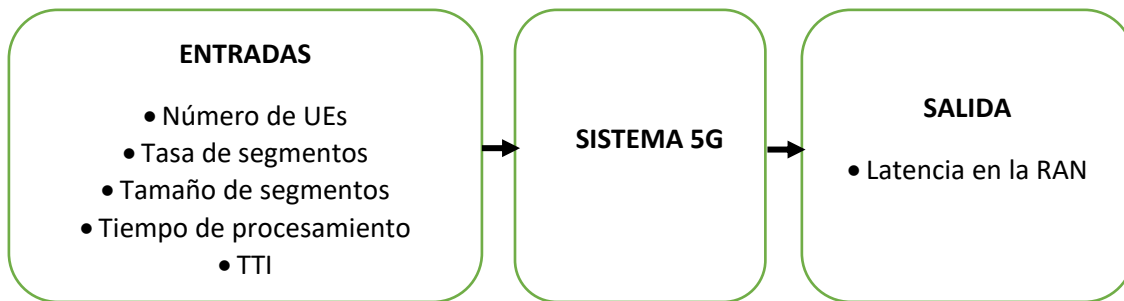 ENTRADAS
• Número de UEs
• Tasa de segmentos
• Tamaño de segmentos
• Tiempo de procesamiento
• TTI
SISTEMA 5G
SALIDA
• Latencia en la RAN